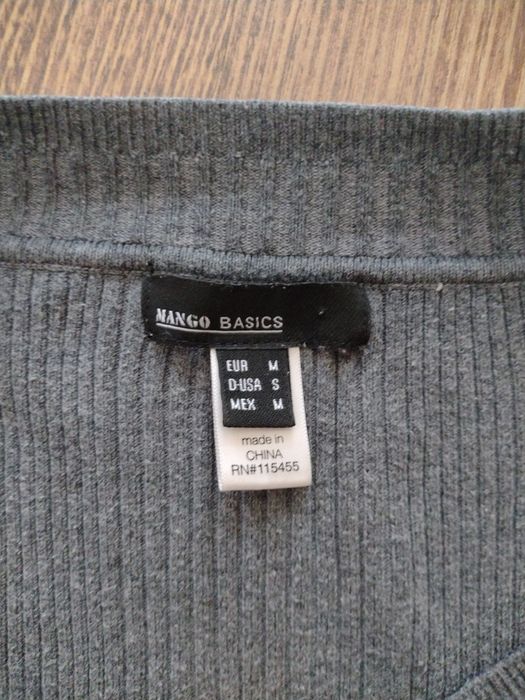 MANGO BASICS
EUR M
D-USA S
MEX M
made in
CHINA
RN#115455